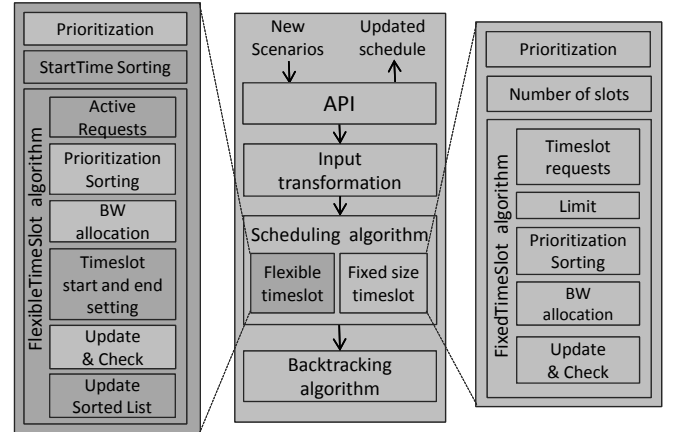 Prioritization
StartTime Sorting
FlexibleTimeSlot algorithm
Active
Requests
Prioritization
Sorting
BW
allocation
Timeslot
start and end
setting
Update
& Check
Update
Sorted List
New
Scenarios
Updated
schedule
API
Input
transformation
Scheduling algorithm
Flexible
timeslot
Fixed size
timeslot
Backtracking
algorithm
Prioritization
Number of slots
FixedTimeSlot algorithm
Timeslot
requests
Limit
Prioritization
Sorting
BW
allocation
Update
& Check